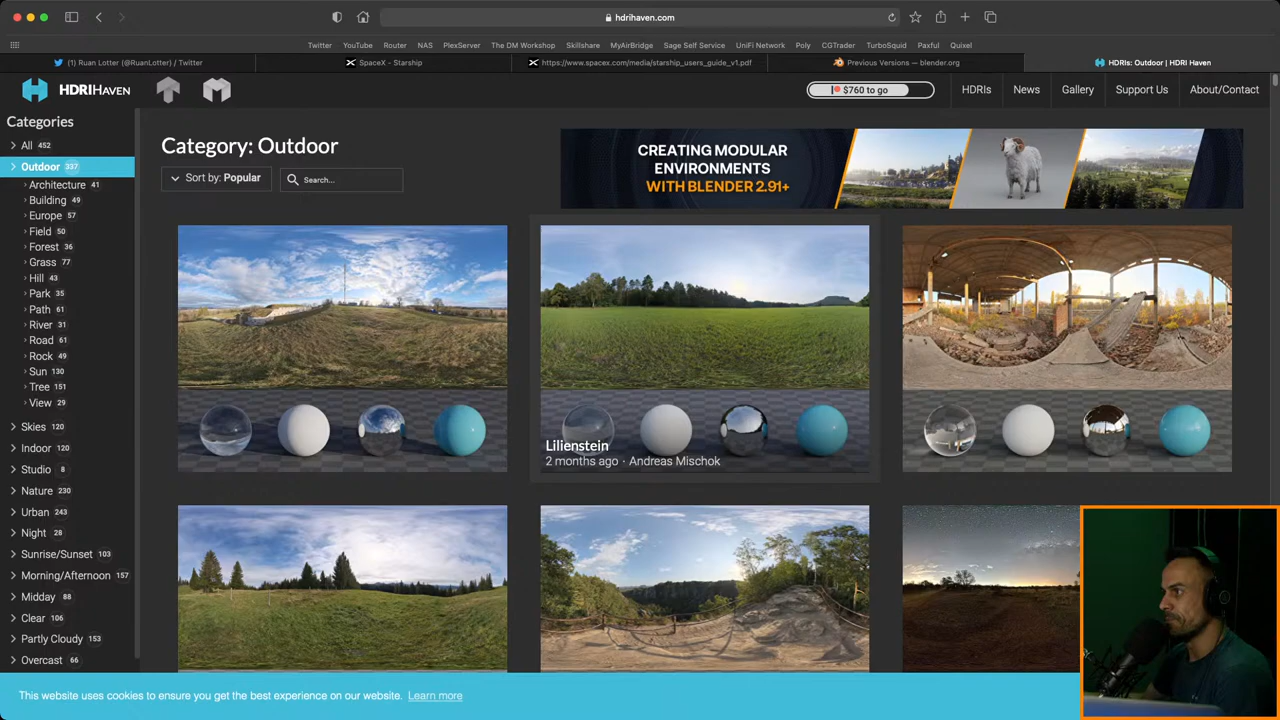 hdrihaven.com
Twitter YouTube Router NAS PlexServer The DM Workshop Skillshare MyAirBridge Sage Self Service UniFi Network Poly CGTrader TurboSquid Paxful Quixel
(1) Ruan Lotter (@RuanLotter) / Twitter
SpaceX - Starship
https://www.spacex.com/media/starship_users_guide_v1.pdf
Previous Versions — blender.org
HDRIs: Outdoor | HDRI Haven
HDRI HAVEN
$760 to go
HDRIs News Gallery Support Us About/Contact
Categories
All 452
Outdoor 337
Architecture 41
Building 49
Europe 57
Field 50
Forest 36
Grass 77
Hill 43
Park 35
Path 61
River 31
Road 61
Rock 49
Sun 130
Tree 151
View 29
Skies 120
Indoor 120
Studio 8
Nature 230
Urban 243
Night 28
Sunrise/Sunset 103
Morning/Afternoon 157
Midday 88
Clear 106
Partly Cloudy 153
Overcast 66
Category: Outdoor
Sort by: Popular
Search...
CREATING MODULAR
ENVIRONMENTS
WITH BLENDER 2.91+
Lilienstein
2 months ago · Andreas Mischok
This website uses cookies to ensure you get the best experience on our website. Learn more